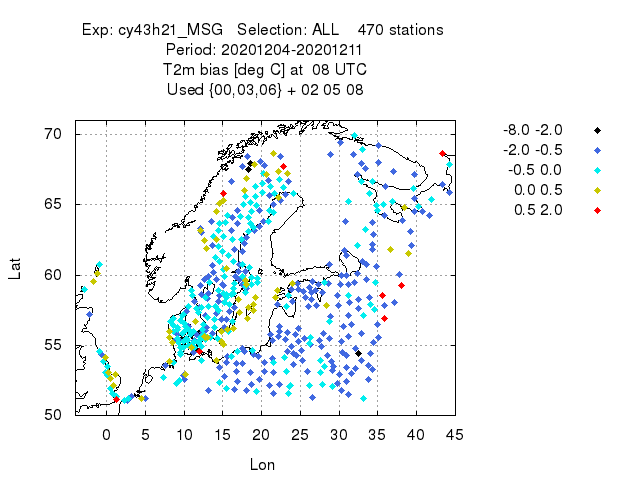 Exp: cy43h21_MSG   Selection: ALL    470 stations
Period: 20201204-20201211
T2m bias [deg C] at  08 UTC
Used {00,03,06} + 02 05 08
-8.0 -2.0
-2.0 -0.5
-0.5 0.0
0.0 0.5
0.5 2.0
Lat
70
65
60
55
50
0 5 10 15 20 25 30 35 40 45
Lon